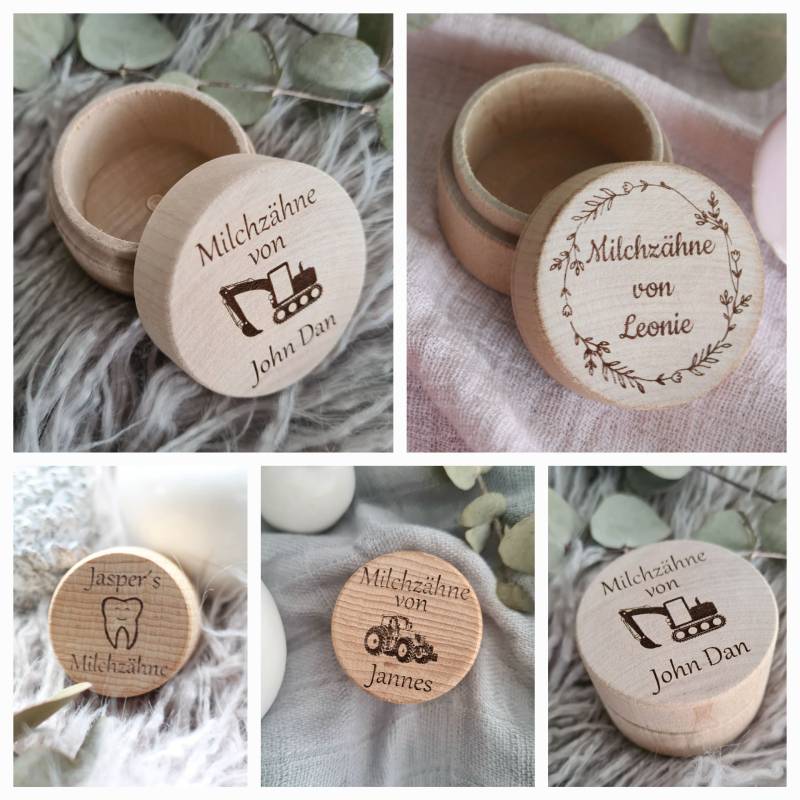 Milchzähne
von
John Dan
Milchzähne
von
Leonie
Jasper´s
Milchzähne
Milchzähne
von
Jannes
Milchzähne
von
John Dan